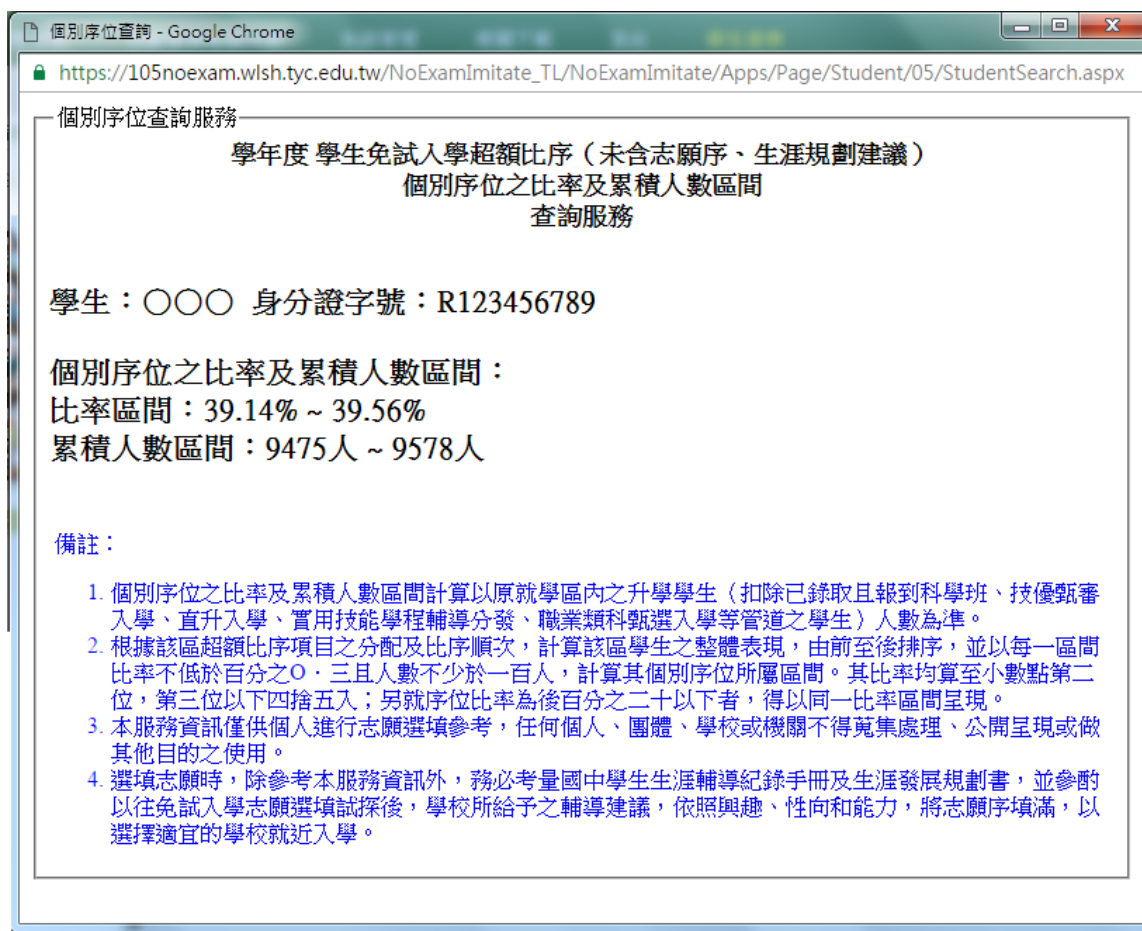 個別序位查詢 - Google Chrome
https://105noexam.wlsh.tyc.edu.tw/NoExamImitate_TL/NoExamImitate/Apps/Page/Student/05/StudentSearch.aspx
個別序位查詢服務
學年度 學生免試入學超額比序（未含志願序、生涯規劃建議）
個別序位之比率及累積人數區間
查詢服務
學生：○○○ 身分證字號：R123456789
個別序位之比率及累積人數區間：
比率區間：39.14% ~ 39.56%
累積人數區間：9475人 ~ 9578人
備註：
1. 個別序位之比率及累積人數區間計算以原就學區內之升學學生（扣除已錄取且報到科學班、技優甄審
入學、直升入學、實用技能學程輔導分發、職業類科甄選入學等管道之學生）人數為準。
2. 根據該區超額比序項目之分配及比序順次，計算該區學生之整體表現，由前至後排序，並以每一區間
比率不低於百分之O．三且人數不少於一百人，計算其個別序位所屬區間。其比率均算至小數點第二
位，第三位以下四捨五入；另就序位比率為後百分之二十以下者，得以同一比率區間呈現。
3. 本服務資訊僅供個人進行志願選填參考，任何個人、團體、學校或機關不得蒐集處理、公開呈現或做
其他目的之使用。
4. 選填志願時，除參考本服務資訊外，務必考量國中學生生涯輔導紀錄手冊及生涯發展規劃書，並參酌
以往免試入學志願選填試探後，學校所給予之輔導建議，依照興趣、性向和能力，將志願序填滿，以
選擇適宜的學校就近入學。